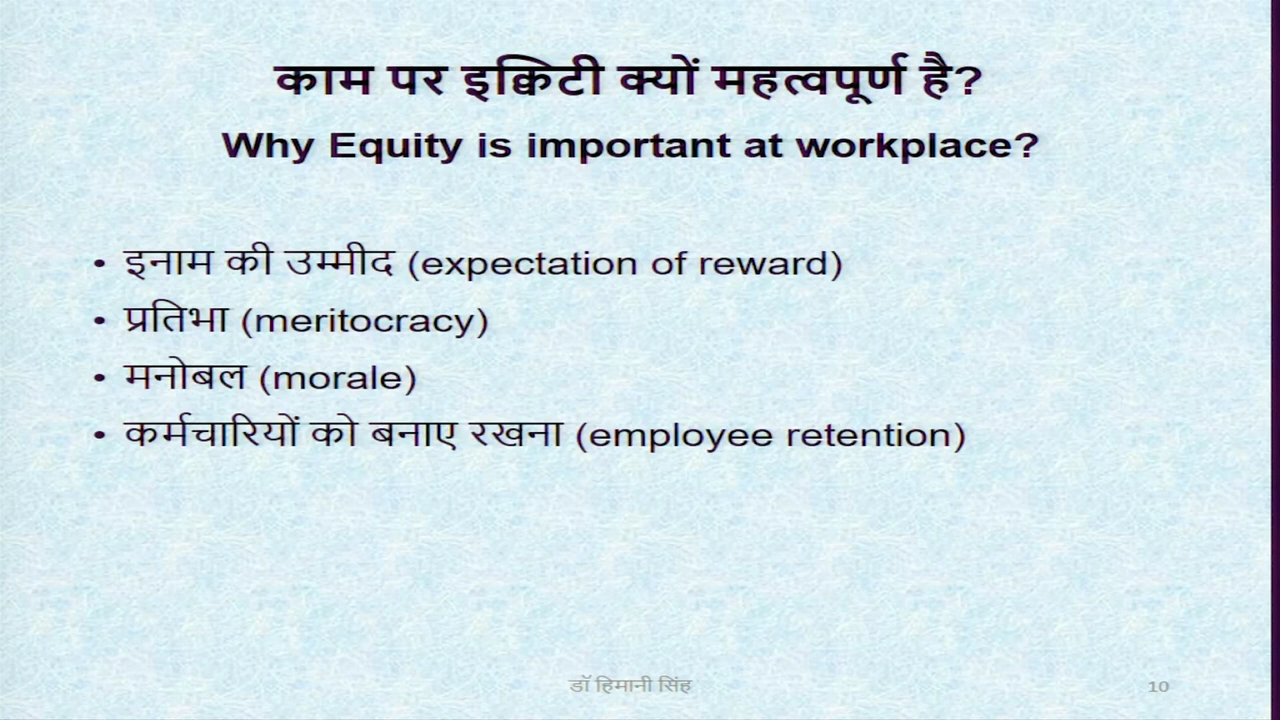 काम पर इक्विटी क्यों महत्वपूर्ण है?
Why Equity is important at workplace?
• इनाम की उम्मीद (expectation of reward)
• प्रतिभा (meritocracy)
• मनोबल (morale)
• कर्मचारियों को बनाए रखना (employee retention)
डॉ हिमानी सिंह
10